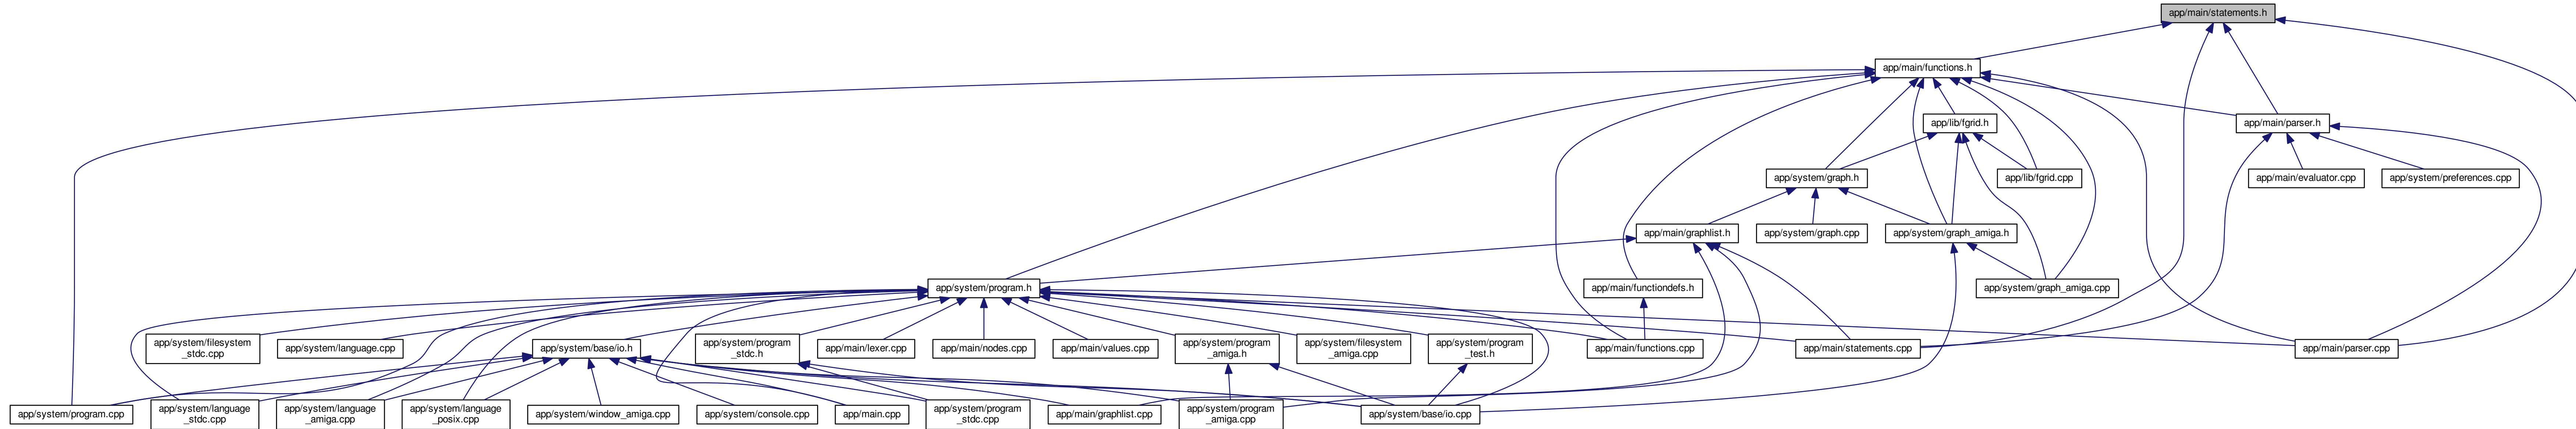 app/main/statements.h
app/main/functions.h
app/lib/fgrid.h
app/main/parser.h
app/system/graph.h
app/lib/fgrid.cpp
app/main/evaluator.cpp
app/system/preferences.cpp
app/main/graphlist.h
app/system/graph.cpp
app/system/graph_amiga.h
app/system/program.h
app/main/functiondefs.h
app/system/graph_amiga.cpp
app/system/filesystem
_stdc.cpp
app/system/language.cpp
app/system/base/io.h
app/system/program
_stdc.h
app/main/lexer.cpp
app/main/nodes.cpp
app/main/values.cpp
app/system/program
_amiga.h
app/system/filesystem
_amiga.cpp
app/system/program
_test.h
app/main/functions.cpp
app/main/statements.cpp
app/main/parser.cpp
app/system/program.cpp
app/system/language
_stdc.cpp
app/system/language
_amiga.cpp
app/system/language
_posix.cpp
app/system/window_amiga.cpp
app/system/console.cpp
app/main.cpp
app/system/program
_stdc.cpp
app/main/graphlist.cpp
app/system/program
_amiga.cpp
app/system/base/io.cpp